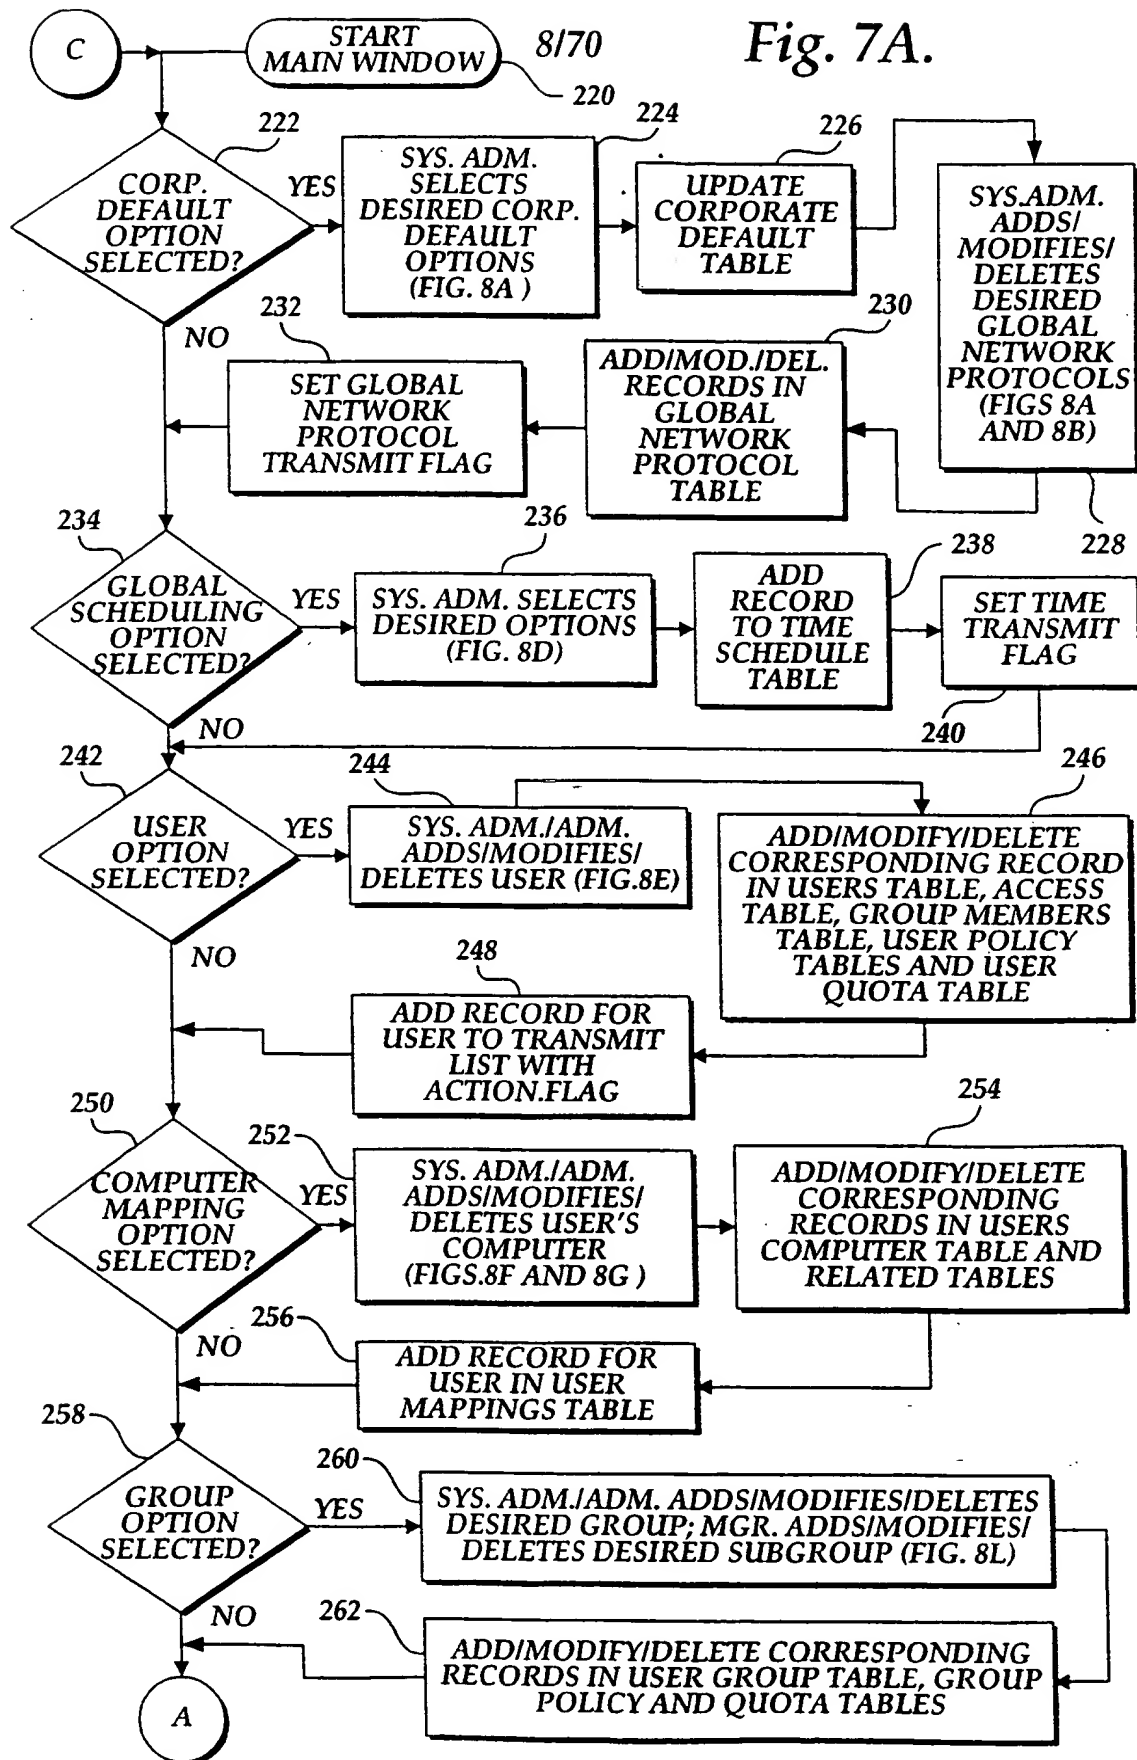 C
START
MAIN WINDOW
8/70
Fig. 7A.
220
222
CORP.
DEFAULT
OPTION
SELECTED?
YES
NO
224
SYS. ADM.
SELECTS
DESIRED CORP.
DEFAULT
OPTIONS
(FIG. 8A )
226
UPDATE
CORPORATE
DEFAULT
TABLE
SYS.ADM.
ADDS/
MODIFIES/
DELETES
DESIRED
GLOBAL
NETWORK
PROTOCOLS
(FIGS 8A
AND 8B)
228
230
ADD/MOD./DEL.
RECORDS IN
GLOBAL
NETWORK
PROTOCOL
TABLE
232
SET GLOBAL
NETWORK
PROTOCOL
TRANSMIT FLAG
234
GLOBAL
SCHEDULING
OPTION
SELECTED?
YES
NO
236
SYS. ADM. SELECTS
DESIRED OPTIONS
(FIG. 8D)
238
ADD
RECORD
TO TIME
SCHEDULE
TABLE
SET TIME
TRANSMIT
FLAG
240
242
USER
OPTION
SELECTED?
YES
NO
244
SYS. ADM./ADM.
ADDS/MODIFIES/
DELETES USER (FIG.8E)
246
ADD/MODIFY/DELETE
CORRESPONDING RECORD
IN USERS TABLE, ACCESS
TABLE, GROUP MEMBERS
TABLE, USER POLICY
TABLES AND USER
QUOTA TABLE
248
ADD RECORD FOR
USER TO TRANSMIT
LIST WITH
ACTION.FLAG
250
COMPUTER
MAPPING
OPTION
SELECTED?
YES
NO
252
SYS. ADM./ADM.
ADDS/MODIFIES/
DELETES USER'S
COMPUTER
(FIGS.8F AND 8G )
254
ADD/MODIFY/DELETE
CORRESPONDING
RECORDS IN USERS
COMPUTER TABLE AND
RELATED TABLES
256
ADD RECORD FOR
USER IN USER
MAPPINGS TABLE
258
GROUP
OPTION
SELECTED?
YES
NO
260
SYS. ADM./ADM. ADDS/MODIFIES/DELETES
DESIRED GROUP; MGR. ADDS/MODIFIES/
DELETES DESIRED SUBGROUP (FIG. 8L)
262
ADD/MODIFY/DELETE CORRESPONDING
RECORDS IN USER GROUP TABLE, GROUP
POLICY AND QUOTA TABLES
A